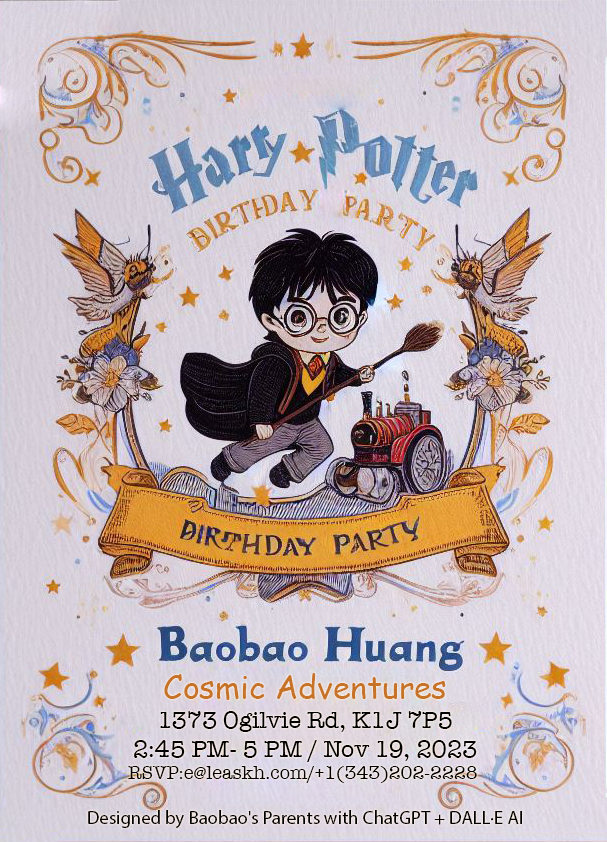 Harry Potter
BIRTHDAY PARTY
BIRTHDAY PARTY
Baobao Huang
Cosmic Adventures
1373 Ogilvie Rd, K1J 7P5
2:45 PM- 5 PM / Nov 19, 2023
RSVP:e@leaskh.com/+1(343)202-2228
Designed by Baobao's Parents with ChatGPT + DALL·E AI